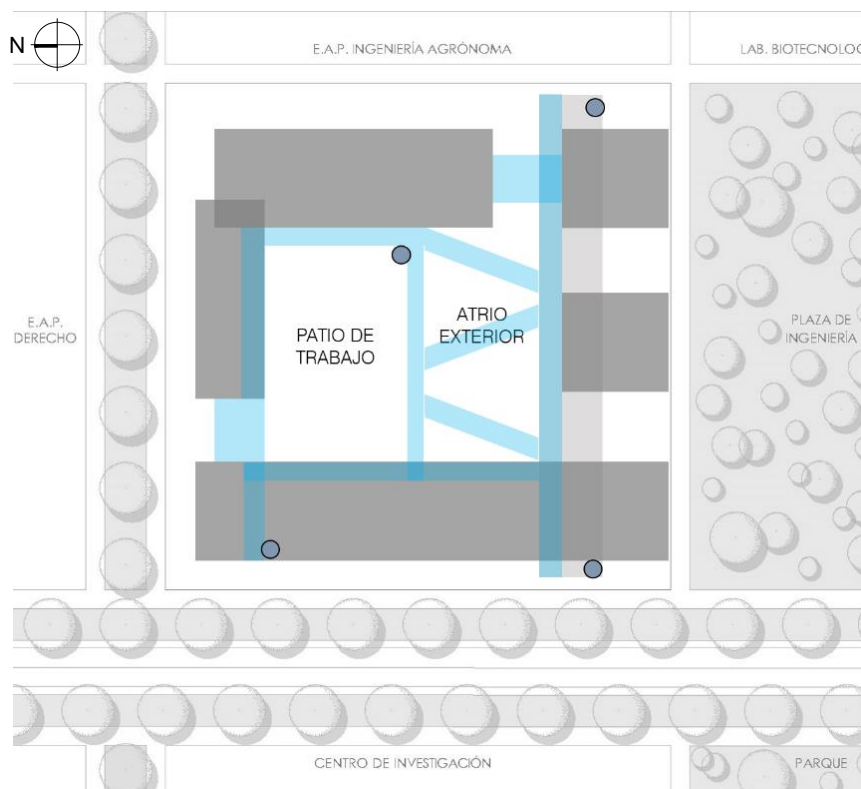 N
E.A.P. INGENIERÍA AGRÓNOMA
LAB. BIOTECNOLOG
E.A.P.
DERECHO
PATIO DE
TRABAJO
ATRIO
EXTERIOR
PLAZA DE
INGENIERÍA
CENTRO DE INVESTIGACIÓN
PARQUE